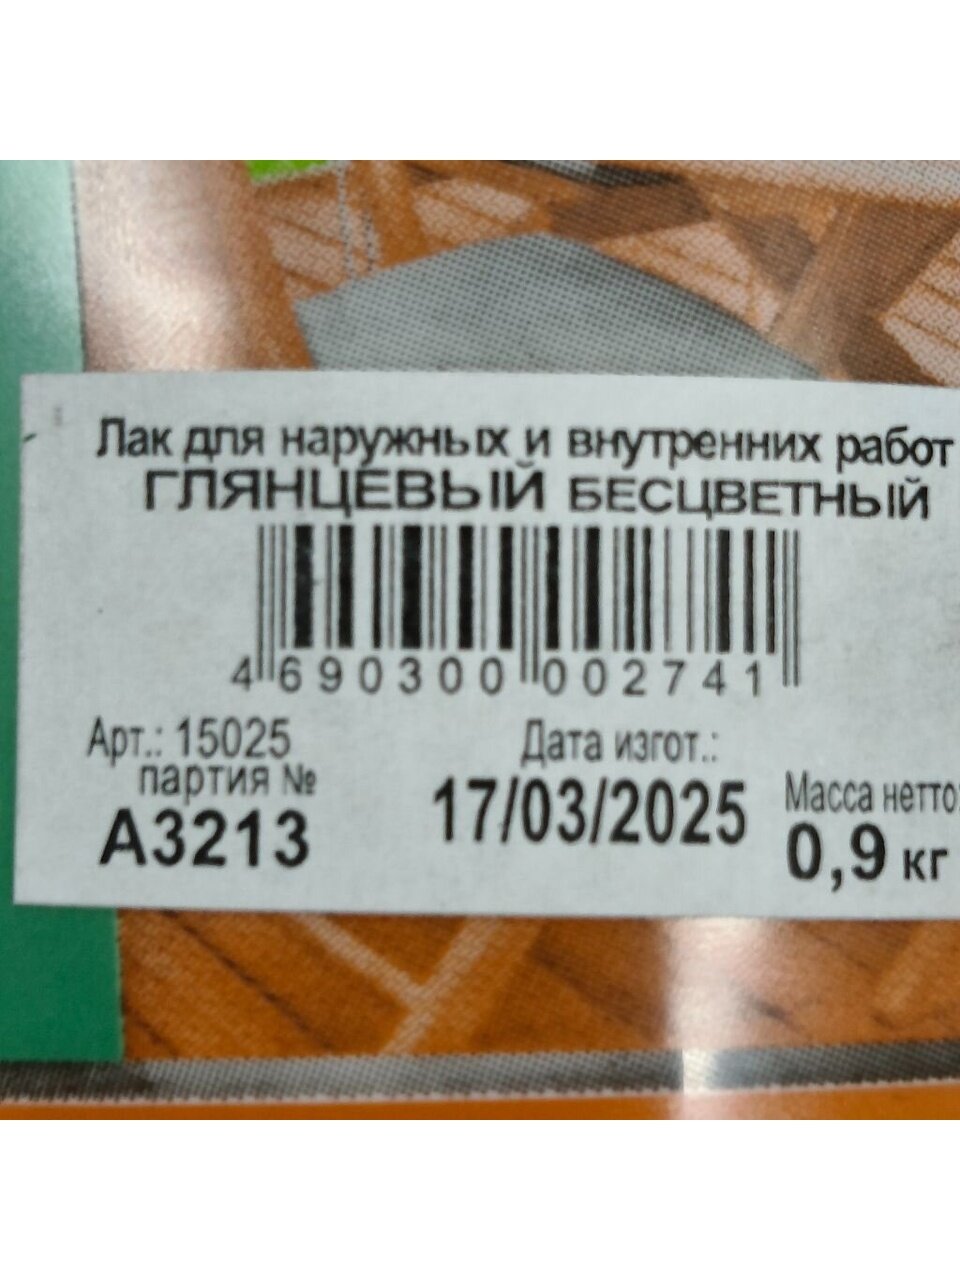 Лак для наружных и внутренних работ
ГЛЯНЦЕВЫЙ БЕСЦВЕТНЫЙ
4 690300 002741
Арт.: 15025
партия №
А3213
Дата изгот.:
17/03/2025
Масса нетто:
0,9 кг